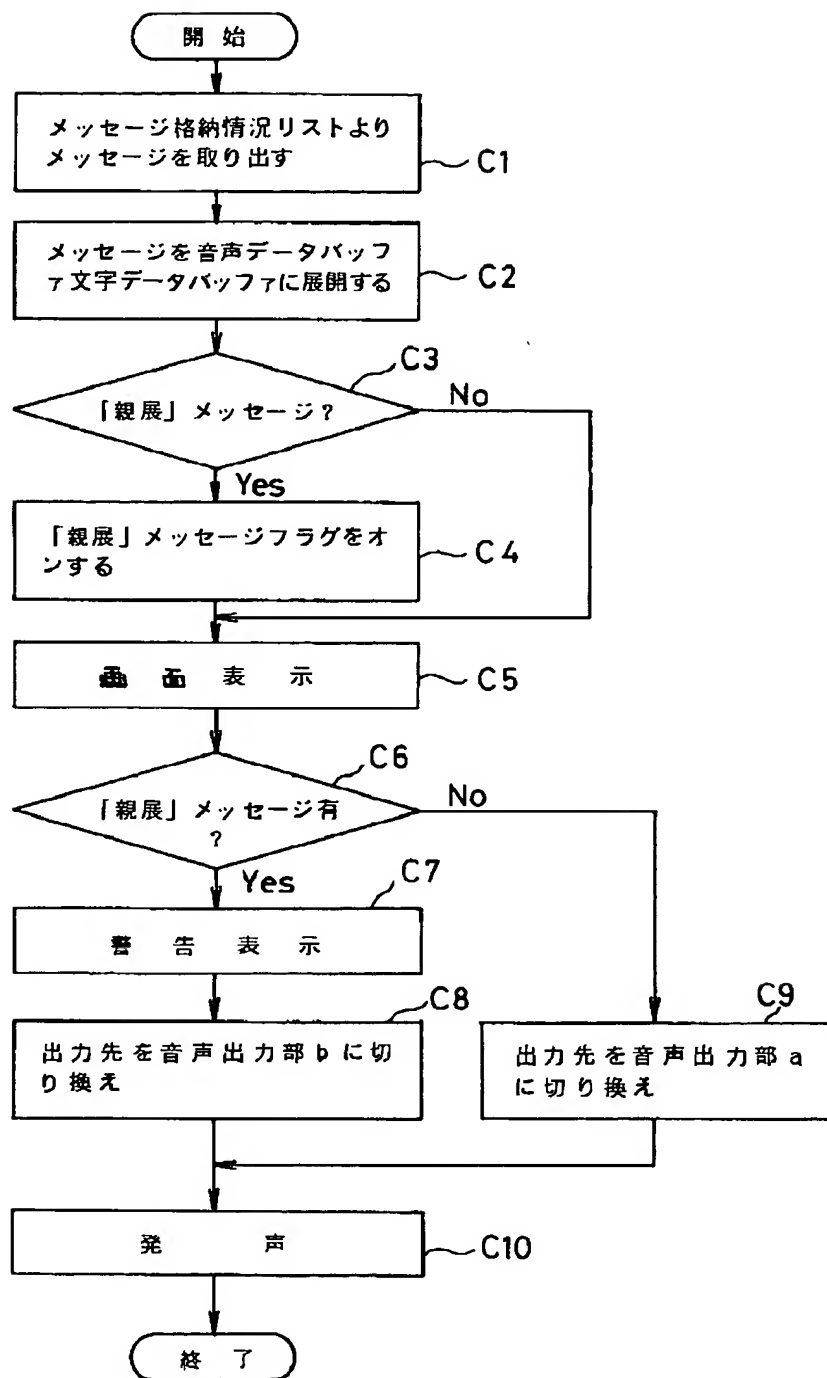 開始
メッセージ格納情況リストより
メッセージを取り出す
C1
メッセージを音声データバッフ
ァ文字データバッファに展開する
C2
C3
「親展」メッセージ?
No
Yes
「親展」メッセージフラグをオ
ンする
C4
画面表示
C5
C6
「親展」メッセージ有
?
No
Yes
C7
警告表示
C8
出力先を音声出力部bに切
り換え
C9
出力先を音声出力部a
に切り換え
発声
C10
終了